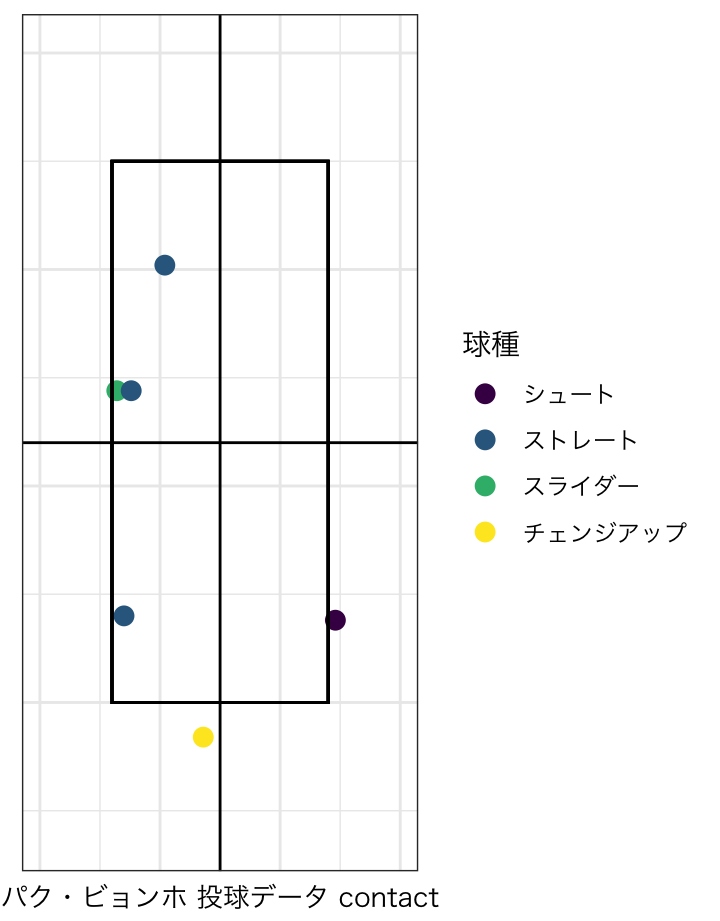 球種
シュート
ストレート
スライダー
チェンジアップ
パク・ビョンホ 投球データ contact